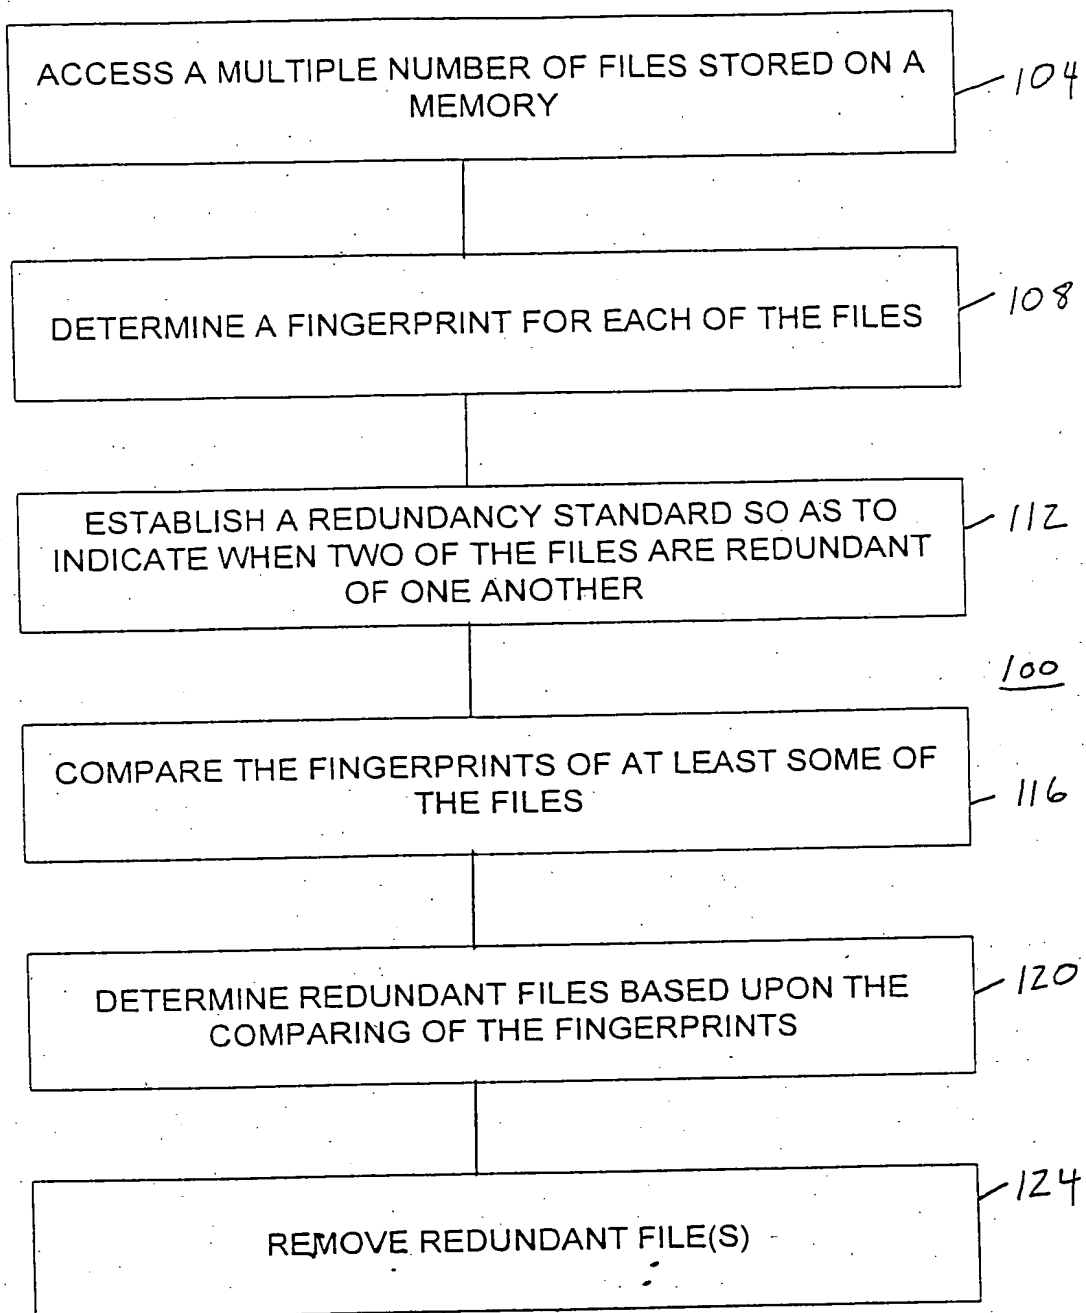 ACCESS A MULTIPLE NUMBER OF FILES STORED ON A
MEMORY
104
DETERMINE A FINGERPRINT FOR EACH OF THE FILES
108
ESTABLISH A REDUNDANCY STANDARD SO AS TO
INDICATE WHEN TWO OF THE FILES ARE REDUNDANT
OF ONE ANOTHER
112
100
COMPARE THE FINGERPRINTS OF AT LEAST SOME OF
THE FILES
116
DETERMINE REDUNDANT FILES BASED UPON THE
COMPARING OF THE FINGERPRINTS
120
REMOVE REDUNDANT FILE(S)
124